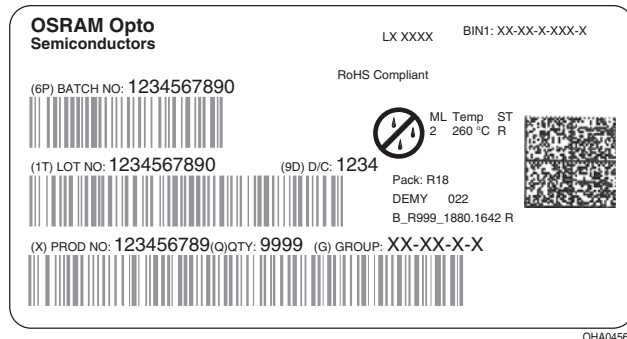 OSRAM Opto
Semiconductors
LX XXXX
BIN1: XX-XX-X-XXX-X
RoHS Compliant
(6P) BATCH NO: 1234567890
ML Temp ST
2 260 °C R
(1T) LOT NO: 1234567890 (9D) D/C: 1234
Pack: R18
DEMY 022
B_R999_1880.1642 R
(X) PROD NO: 123456789(Q)QTY: 9999 (G) GROUP: XX-XX-X-X
OHA0456